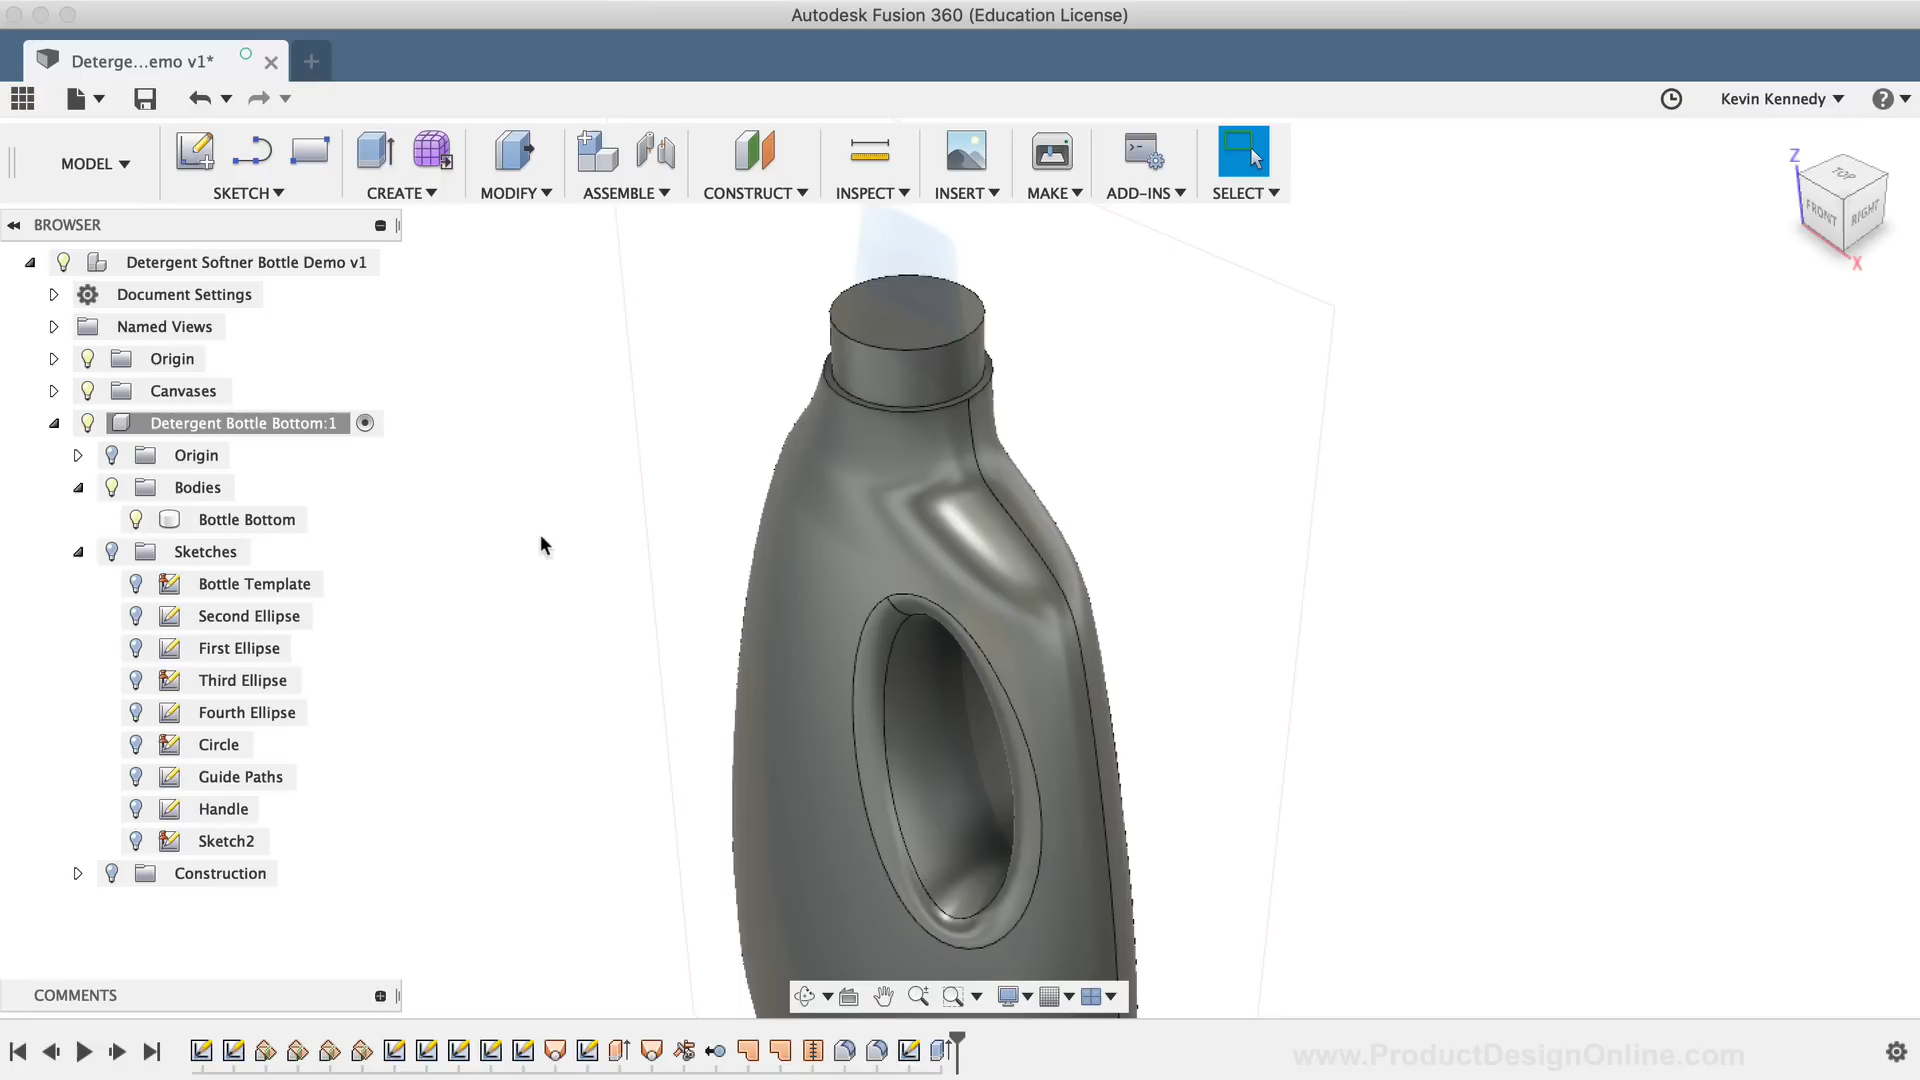 Autodesk Fusion 360 (Education License)
Deterge...emo v1*
Kevin Kennedy
MODEL
SKETCH
CREATE
MODIFY
ASSEMBLE
CONSTRUCT
INSPECT
INSERT
MAKE
ADD-INS
SELECT
Z
TOP
FRONT
RIGHT
X
BROWSER
Detergent Softner Bottle Demo v1
Document Settings
Named Views
Origin
Canvases
Detergent Bottle Bottom:1
Origin
Bodies
Bottle Bottom
Sketches
Bottle Template
Second Ellipse
First Ellipse
Third Ellipse
Fourth Ellipse
Circle
Guide Paths
Handle
Sketch2
Construction
COMMENTS
www.ProductDesignOnline.com